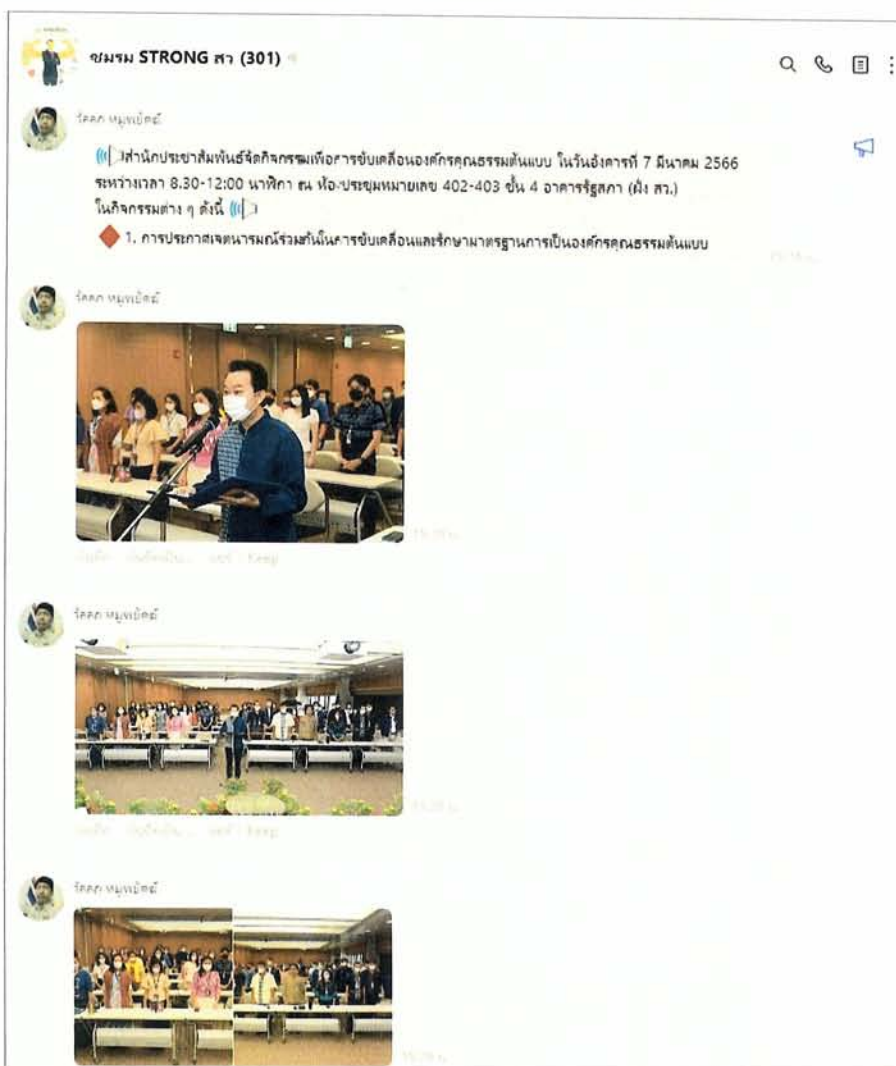 ชมรม STRONG สว (301)
สำนักประชาสัมพันธ์จัดกิจกรรมเพื่อการขับเคลื่อนองค์กรคุณธรรมต้นแบบ ในวันอังคารที่ 7 มีนาคม 2566
ระหว่างเวลา 8.30-12:00 นาฬิกา ณ ห้องประชุมหมายเลข 402-403 ชั้น 4 อาคารรัฐสภา (ฝั่ง สว.)
ในกิจกรรมต่าง ๆ ดังนี้
1. การประกาศเจตนารมณ์ร่วมกันในการขับเคลื่อนและรักษามาตรฐานการเป็นองค์กรคุณธรรมต้นแบบ
Keep
Keep